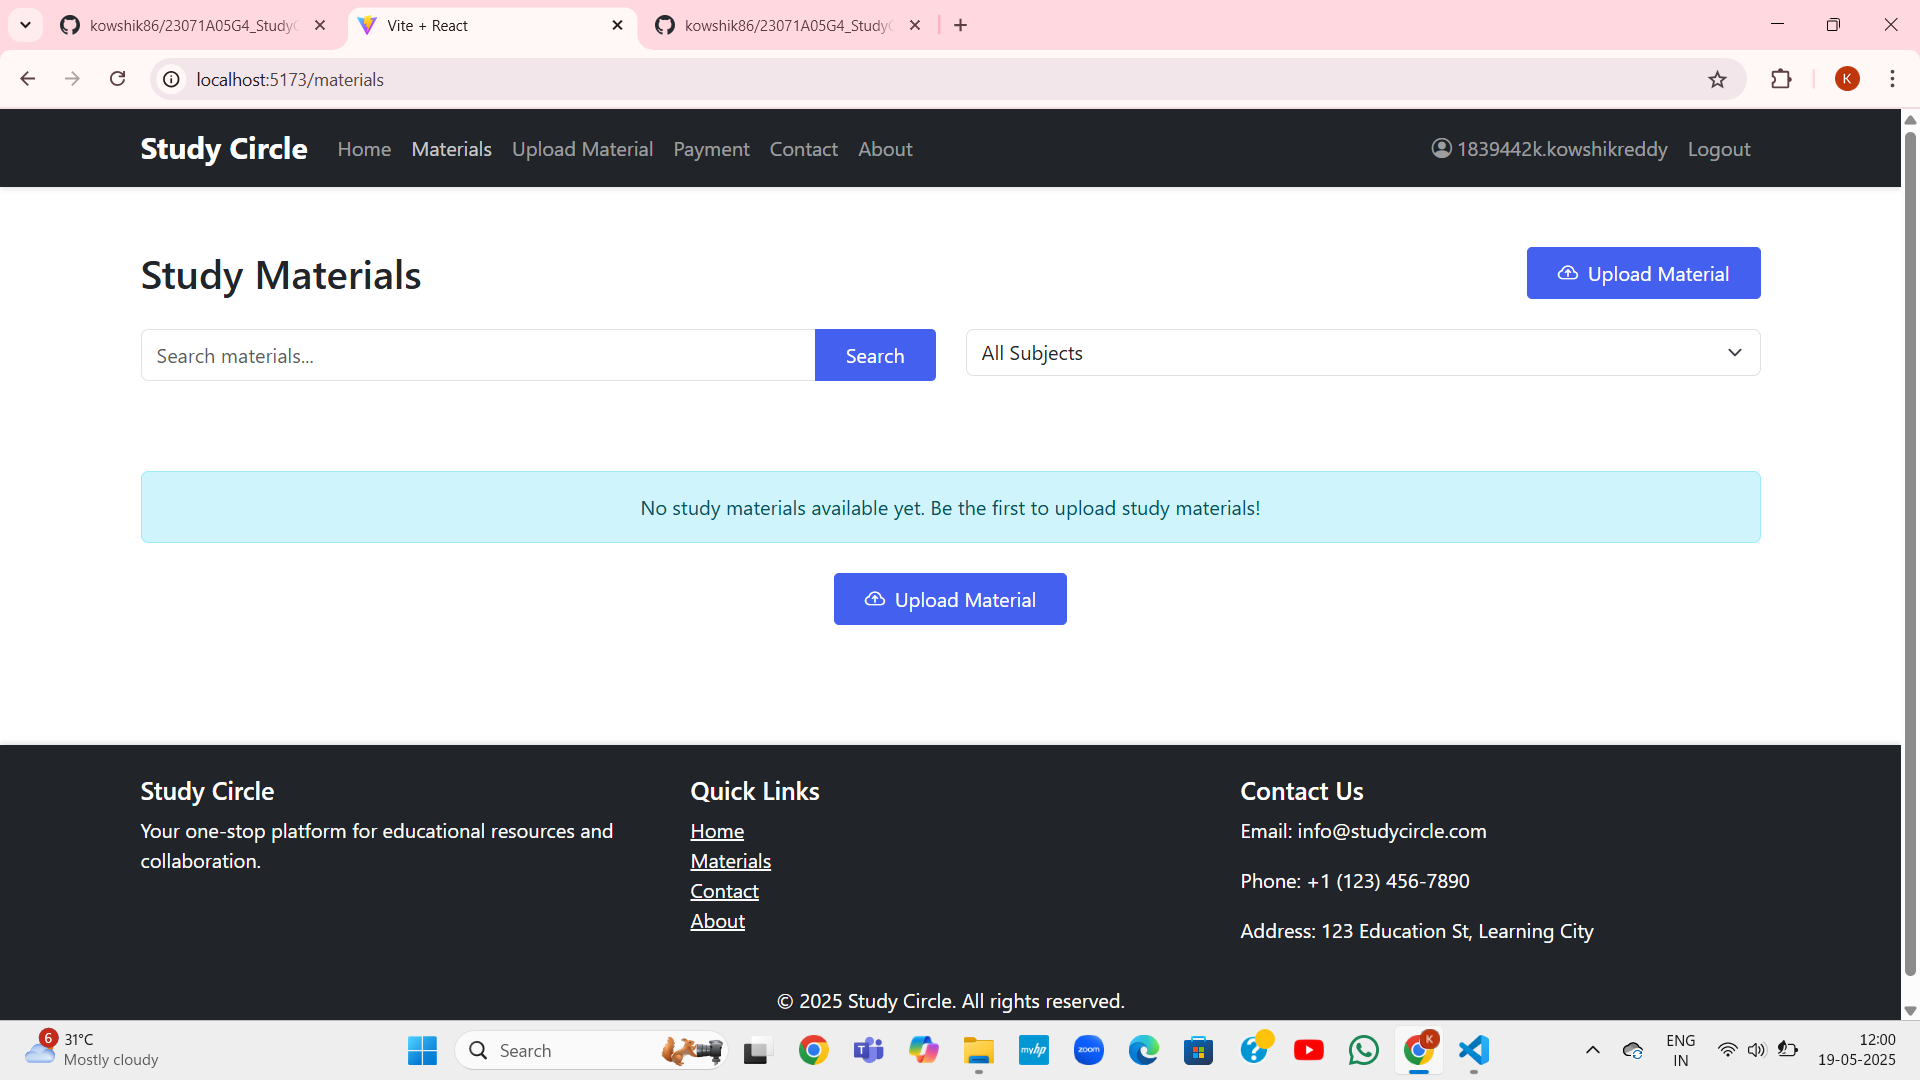 kowshik86/23071A05G4_Study
Vite + React
kowshik86/23071A05G4_Study
localhost:5173/materials
K
Study Circle
Home
Materials
Upload Material
Payment
Contact
About
1839442k.kowshikreddy
Logout
Study Materials
Upload Material
Search materials...
Search
All Subjects
No study materials available yet. Be the first to upload study materials!
Upload Material
Study Circle
Your one-stop platform for educational resources and
collaboration.
Quick Links
Home
Materials
Contact
About
Contact Us
Email: info@studycircle.com
Phone: +1 (123) 456-7890
Address: 123 Education St, Learning City
© 2025 Study Circle. All rights reserved.
6
31°C
Mostly cloudy
Search
myhp
zoom
K
ENG
IN
12:00
19-05-2025